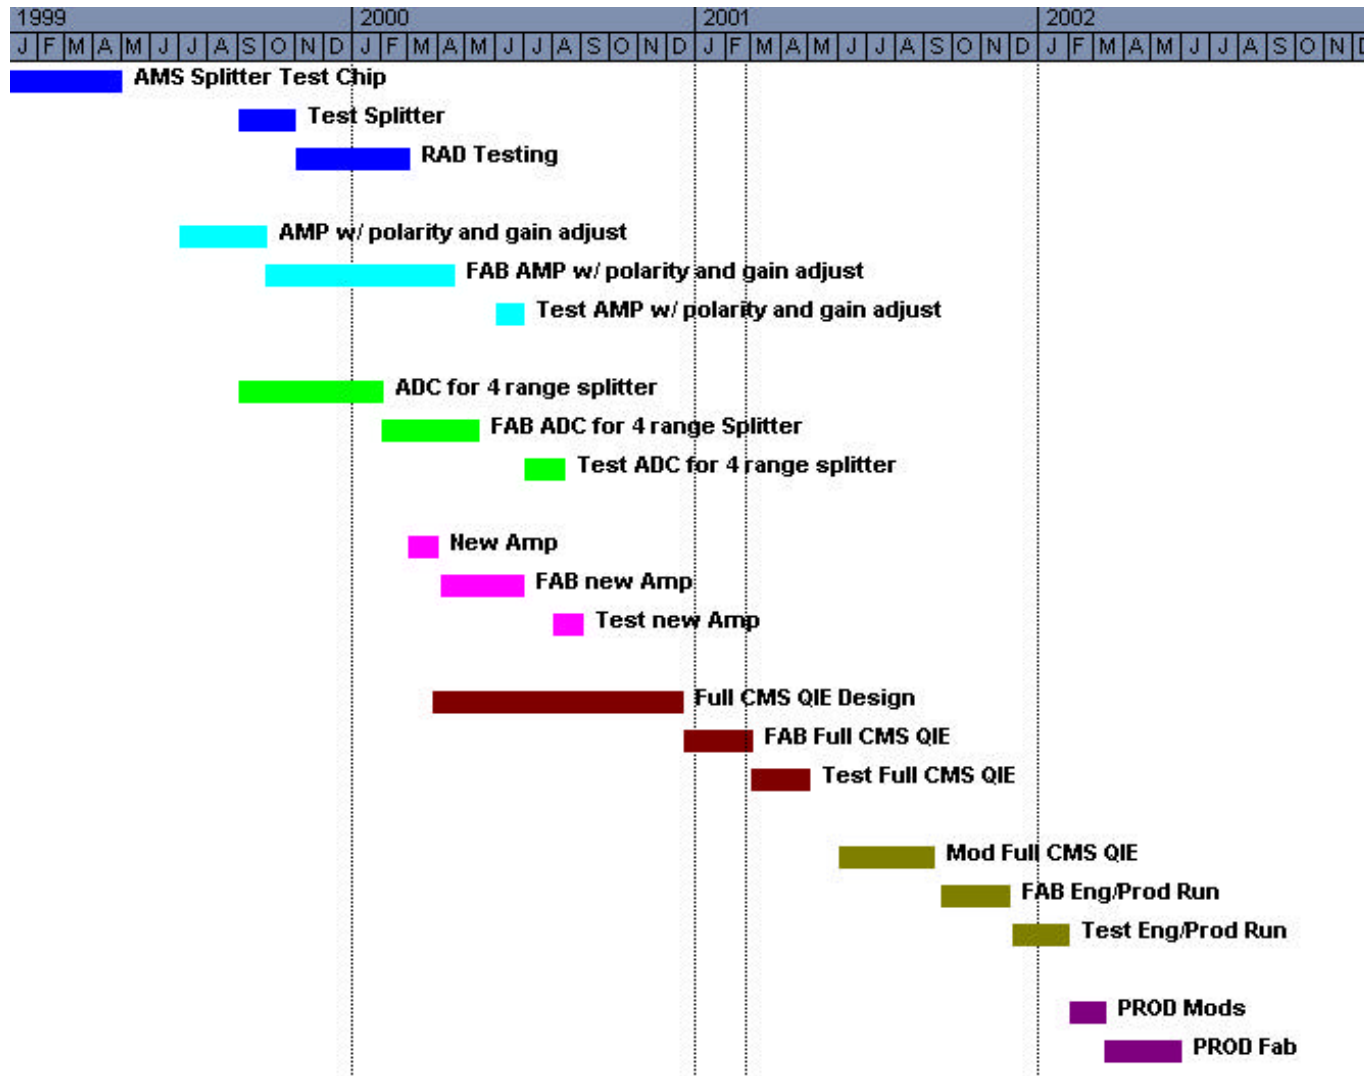 1999 2000 2001 2002
J F M A M J J A S O N D J F M A M J J A S O N D J F M A M J J A S O N D J F M A M J J A S O N D
AMS Splitter Test Chip
Test Splitter
RAD Testing
AMP w/ polarity and gain adjust
FAB AMP w/ polarity and gain adjust
Test AMP w/ polarity and gain adjust
ADC for 4 range splitter
FAB ADC for 4 range Splitter
Test ADC for 4 range splitter
New Amp
FAB new Amp
Test new Amp
Full CMS QIE Design
FAB Full CMS QIE
Test Full CMS QIE
Mod Full CMS QIE
FAB Eng/Prod Run
Test Eng/Prod Run
PROD Mods
PROD Fab